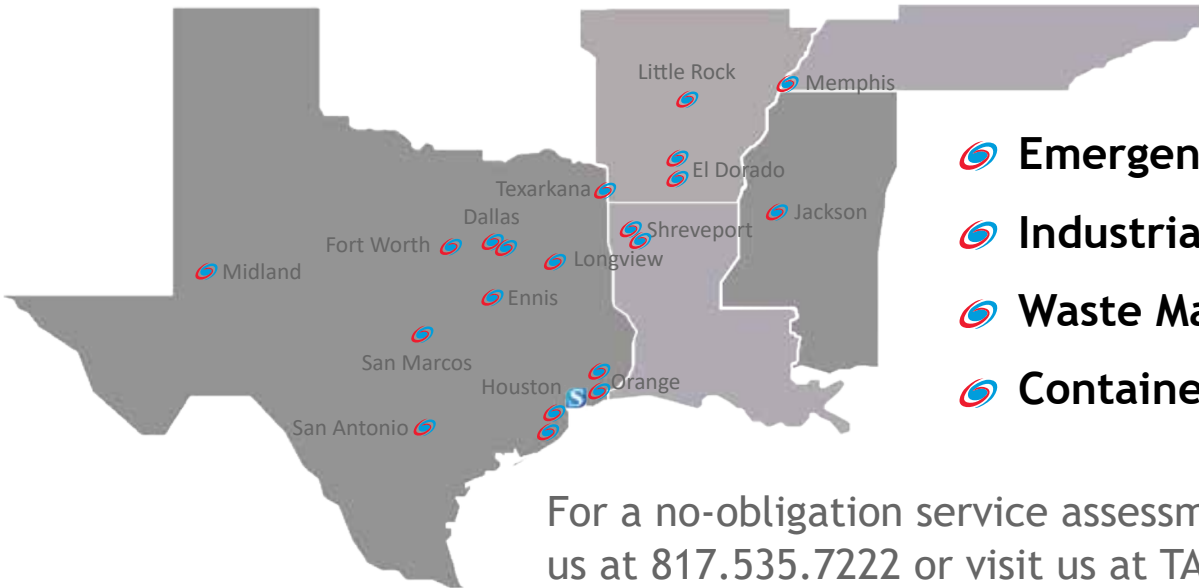 Little Rock
Memphis
El Dorado
Texarkana
Jackson
Dallas
Shreveport
Fort Worth
Longview
Midland
Ennis
San Marcos
Houston
Orange
S
San Antonio
Emergen
Industria
Waste Ma
Containe
For a no-obligation service assessm
us at 817.535.7222 or visit us at TA